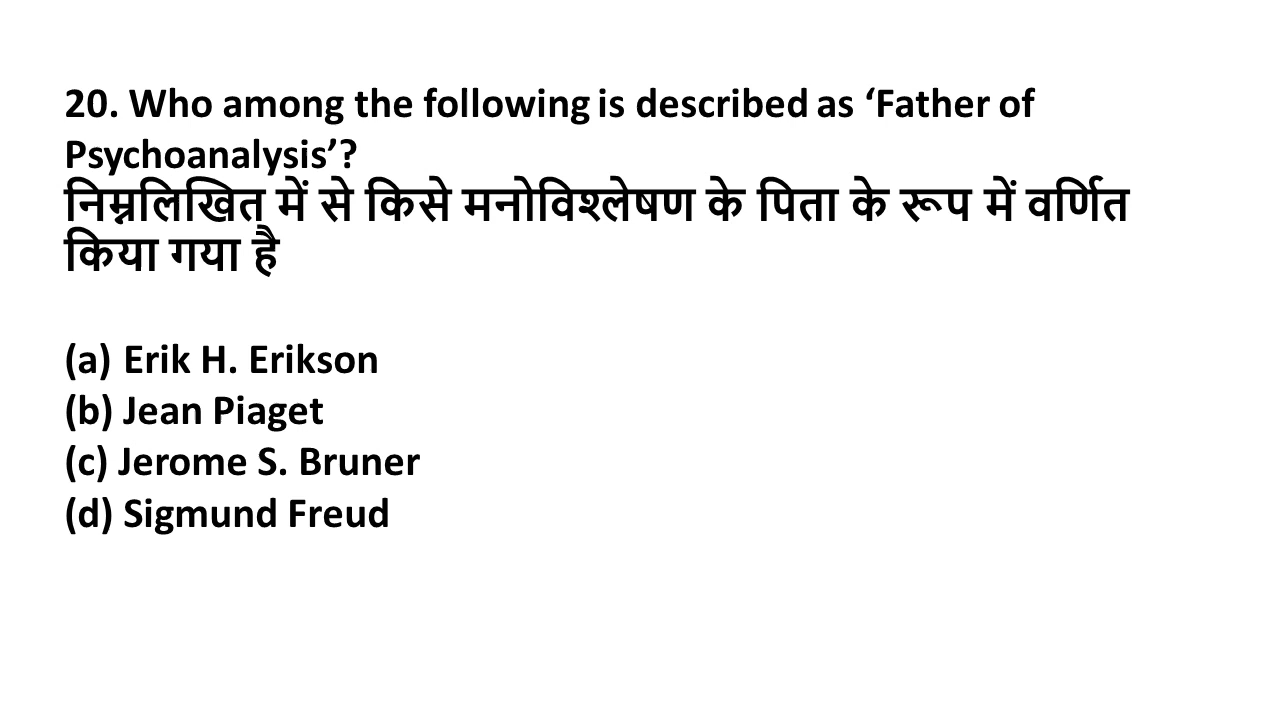 20. Who among the following is described as ‘Father of
Psychoanalysis’?
निम्नलिखित में से किसे मनोविश्लेषण के पिता के रूप में वर्णित
किया गया है
(a) Erik H. Erikson
(b) Jean Piaget
(c) Jerome S. Bruner
(d) Sigmund Freud